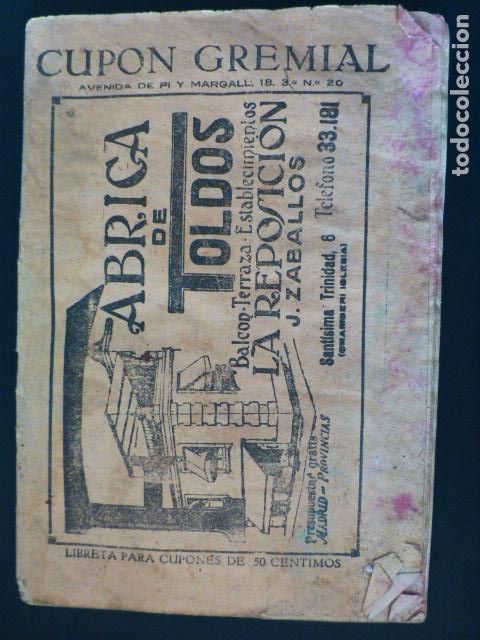 CUPON GREMIAL
AVENIDA DE PI Y MARGALL, 18, 3.º N.º 20
FABRICA
DE
TOLDOS
Balcon-Terraza-Establecimientos
LA REPOSICION
J. ZABALLOS
Santísima Trinidad, 6 Teléfono 33.181
(CHAMBERI IGLESIA)
Presupuestos gratis
MADRID-PROVINCIAS
LIBRETA PARA CUPONES DE 50 CENTIMOS
todocoleccion